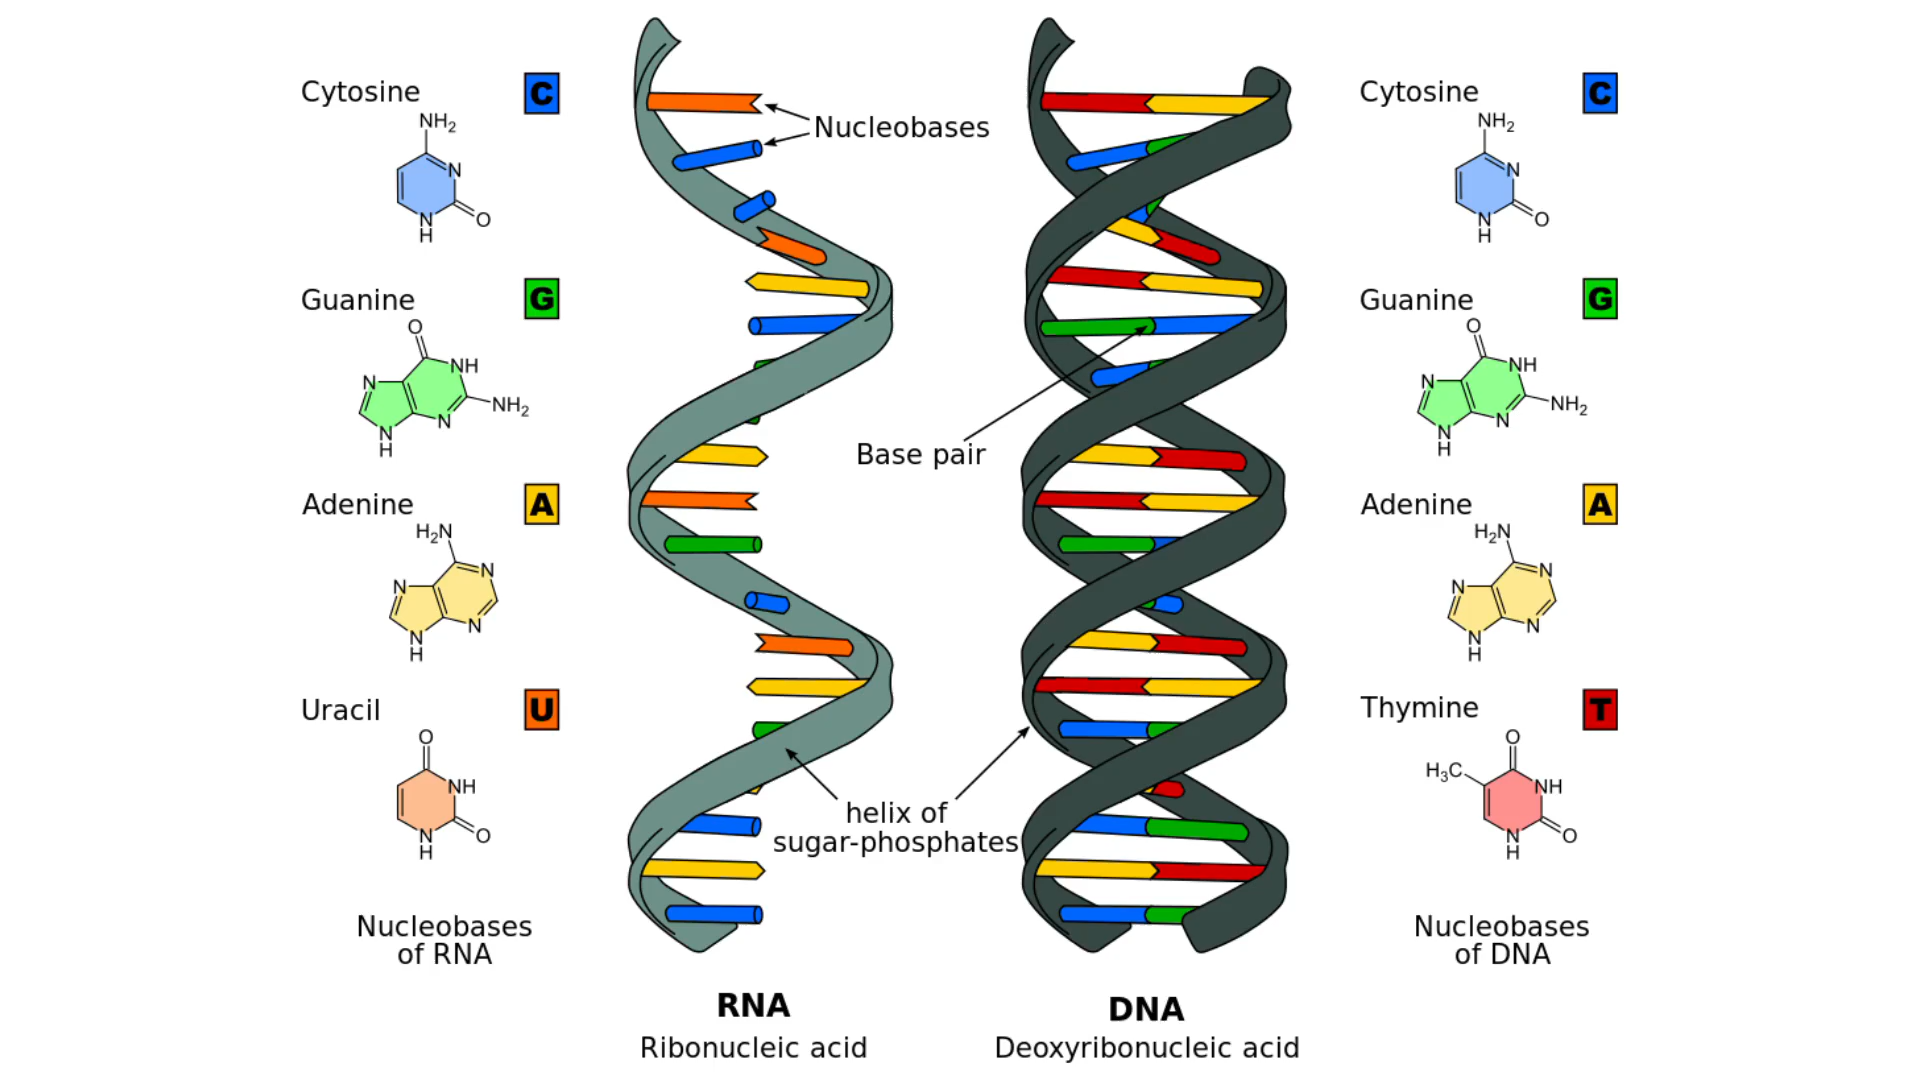 Cytosine
C
NH2
N
N
H
O
Guanine
G
O
NH
N
N
NH2
N
H
Adenine
A
H2N
N
N
N
N
H
Uracil
U
O
NH
N
H
O
Nucleobases
of RNA
Nucleobases
Base pair
helix of
sugar-phosphates
RNA
Ribonucleic acid
DNA
Deoxyribonucleic acid
Cytosine
C
NH2
N
N
H
O
Guanine
G
O
NH
N
N
NH2
N
H
Adenine
A
H2N
N
N
N
N
H
Thymine
T
O
H3C
NH
N
H
O
Nucleobases
of DNA